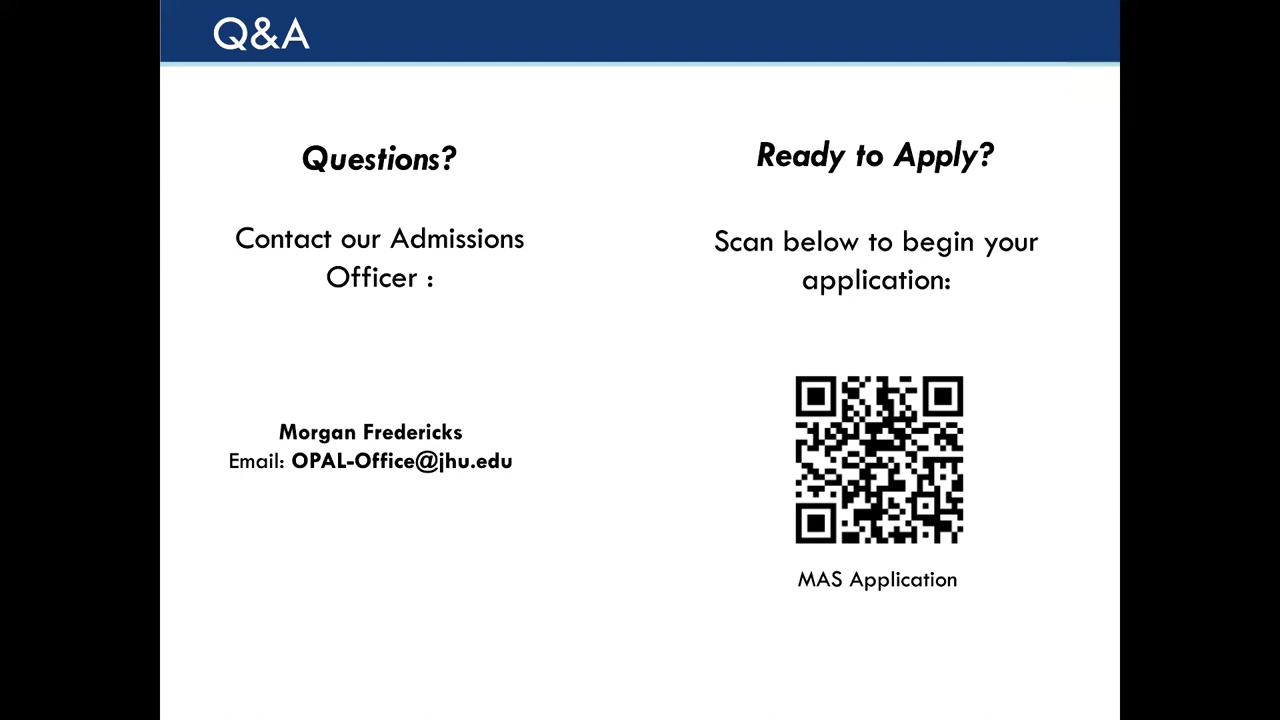 Q&A
Questions?
Contact our Admissions
Officer :
Morgan Fredericks
Email: OPAL-Office@jhu.edu
Ready to Apply?
Scan below to begin your
application:
MAS Application